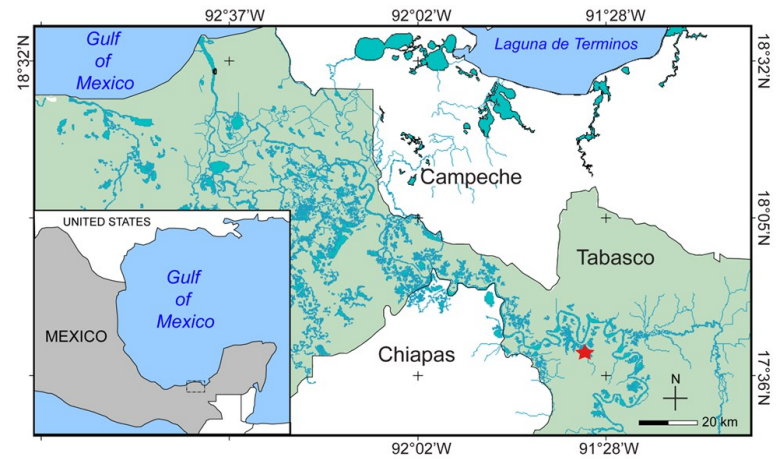 92°37'W
92°02'W
91°28'W
18°32'N
18°32'N
Gulf
of
Mexico
Laguna de Terminos
Campeche
18°05'N
UNITED STATES
Tabasco
Gulf
of
Mexico
MEXICO
Chiapas
17°36'N
N
20 km
92°02'W
91°28'W